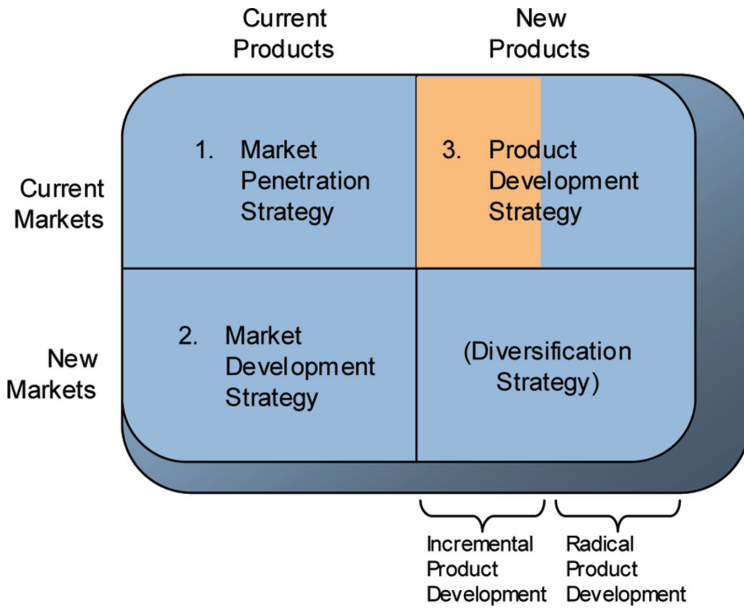 Current
Products
New
Products
Current
Markets
1. Market
Penetration
Strategy
3. Product
Development
Strategy
New
Markets
2. Market
Development
Strategy
(Diversification
Strategy)
Incremental
Product
Development
Radical
Product
Development